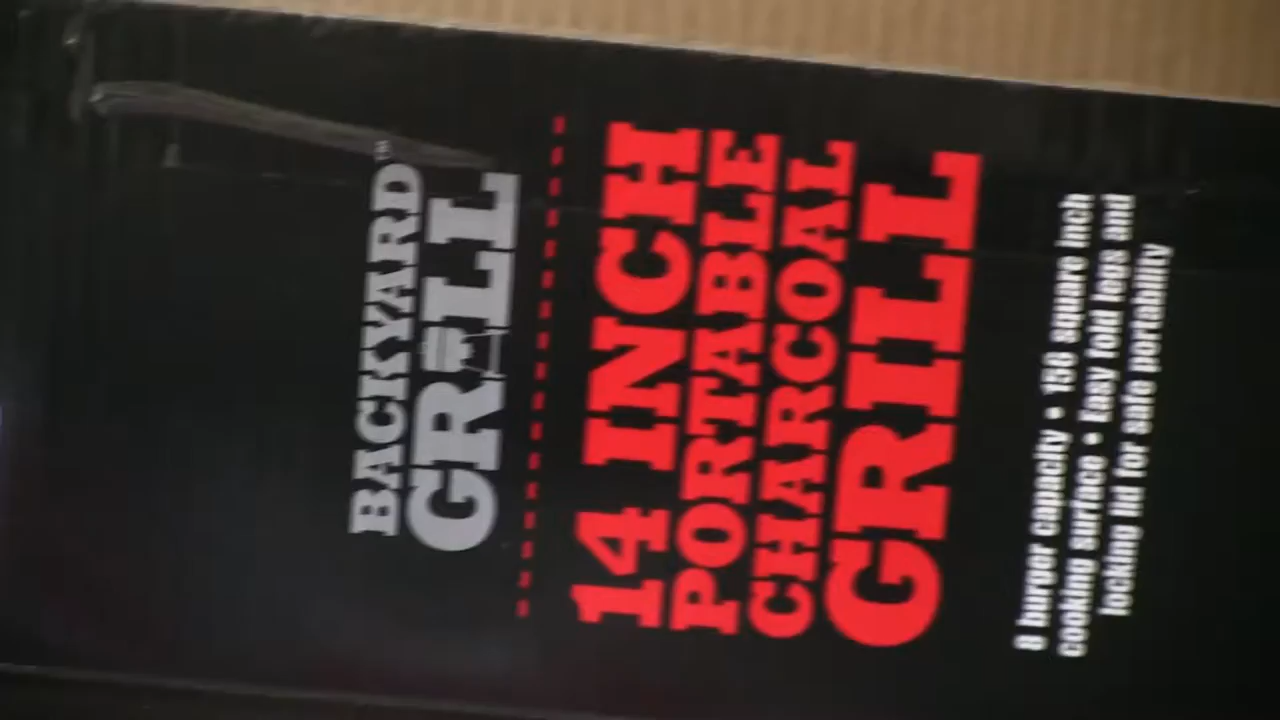 BACKYARD™
GRILL
14 INCH
PORTABLE
CHARCOAL
GRILL
8 burger capacity • 150 square inch
cooking surface • Easy fold legs and
locking lid for safe portability